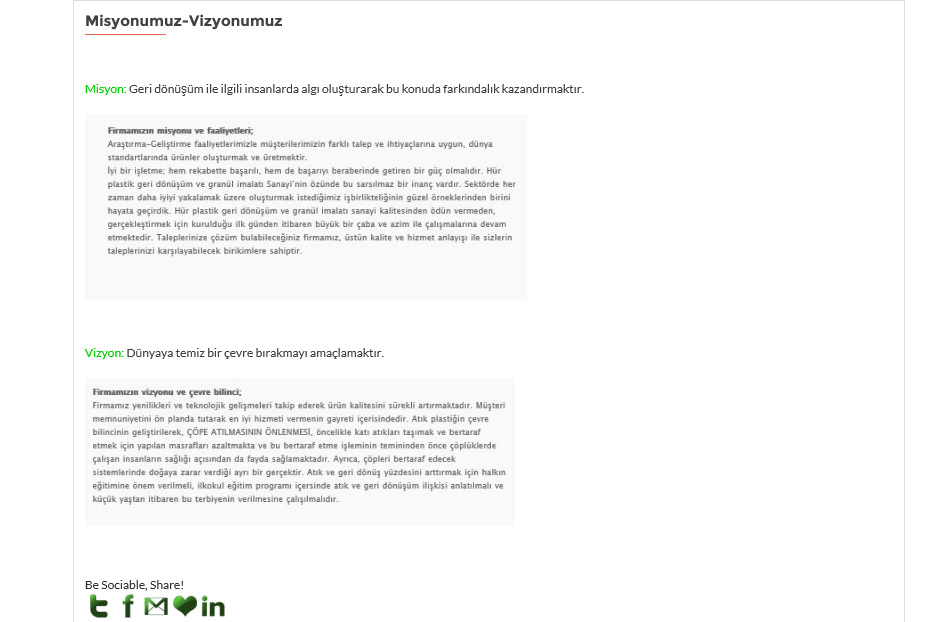 Misyonumuz-Vizyonumuz
Misyon: Geri dönüşüm ile ilgili insanlarda algı oluşturarak bu konuda farkındalık kazandırmaktır.
Firmamızın misyonu ve faaliyetleri;
Araştırma-Geliştirme faaliyetlerimizle müşterilerimizin farklı talep ve ihtiyaçlarına uygun, dünya
standartlarında ürünler oluşturmak ve üretmektir.
İyi bir işletme; hem rekabette başarılı, hem de başarıyı beraberinde getiren bir güç olmalıdır. Hür
plastik geri dönüşüm ve granül imalatı Sanayi'nin özünde bu sarsılmaz bir inanç vardır. Sektörde her
zaman daha iyiyi yakalamak üzere oluşturmak istediğimiz işbirlikteliğinin güzel örneklerinden birini
hayata geçirdik. Hür plastik geri dönüşüm ve granül imalatı sanayi kalitesinden ödün vermeden,
gerçekleştirmek için kurulduğu ilk günden itibaren büyük bir çaba ve azim ile çalışmalarına devam
etmektedir. Taleplerinize çözüm bulabileceğiniz firmamız, üstün kalite ve hizmet anlayışı ile sizlerin
taleplerinizi karşılayabilecek birikimlere sahiptir.
Vizyon: Dünyaya temiz bir çevre bırakmayı amaçlamaktır.
Firmamızın vizyonu ve çevre bilinci;
Firmamız yenilikleri ve teknolojik gelişmeleri takip ederek ürün kalitesini sürekli artırmaktadır. Müşteri
memnuniyetini ön planda tutarak en iyi hizmeti vermenin gayreti içerisindedir. Atık plastiğin çevre
bilincinin geliştirilerek, ÇÖPE ATILMASININ ÖNLENMESİ, öncelikle katı atıkları taşımak ve bertaraf
etmek için yapılan masrafları azaltmakta ve bu bertaraf etme işleminin temininden önce çöplüklerde
çalışan insanların sağlığı açısından da fayda sağlamaktadır. Ayrıca, çöpleri bertaraf edecek
sistemlerinde doğaya zarar verdiği ayrı bir gerçektir. Atık ve geri dönüş yüzdesini arttırmak için halkın
eğitimine önem verilmeli, ilkokul eğitim programı içersinde atık ve geri dönüşüm ilişkisi anlatılmalı ve
küçük yaştan itibaren bu terbiyenin verilmesine çalışılmalıdır.
Be Sociable, Share!